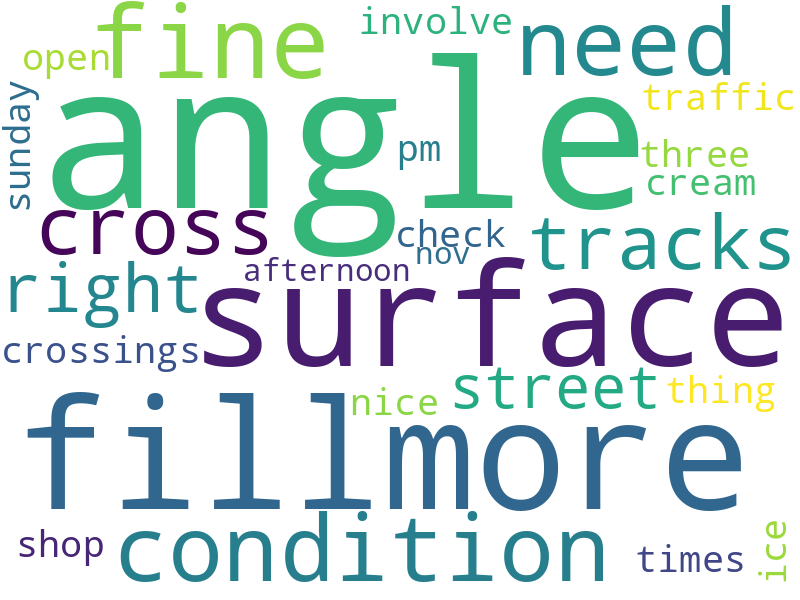 involve
fine
need
open
angle
traffic
sunday
pm
three
cream
cross
check
tracks
nov
afternoon
right
surface
crossings
street
thing
nice
fillmore
condition
shop
times
ice